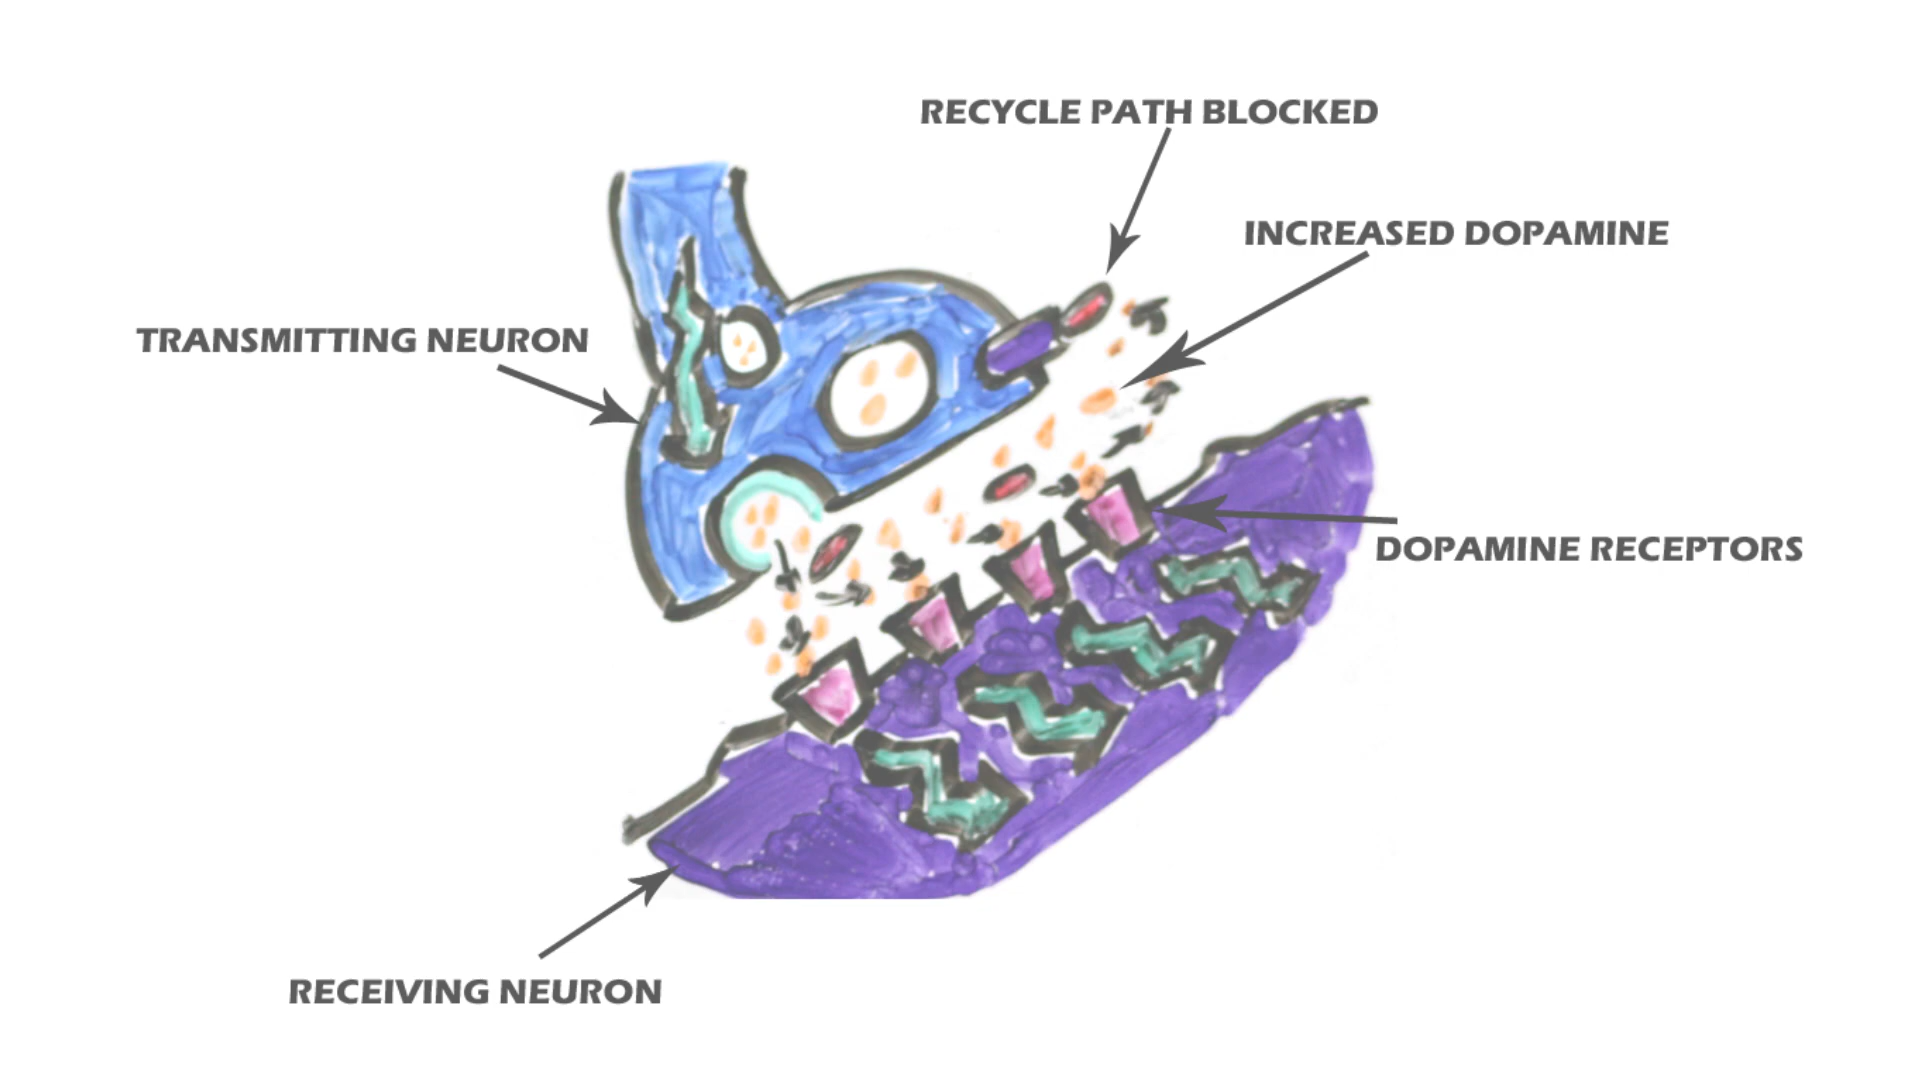 RECYCLE PATH BLOCKED
INCREASED DOPAMINE
TRANSMITTING NEURON
DOPAMINE RECEPTORS
RECEIVING NEURON